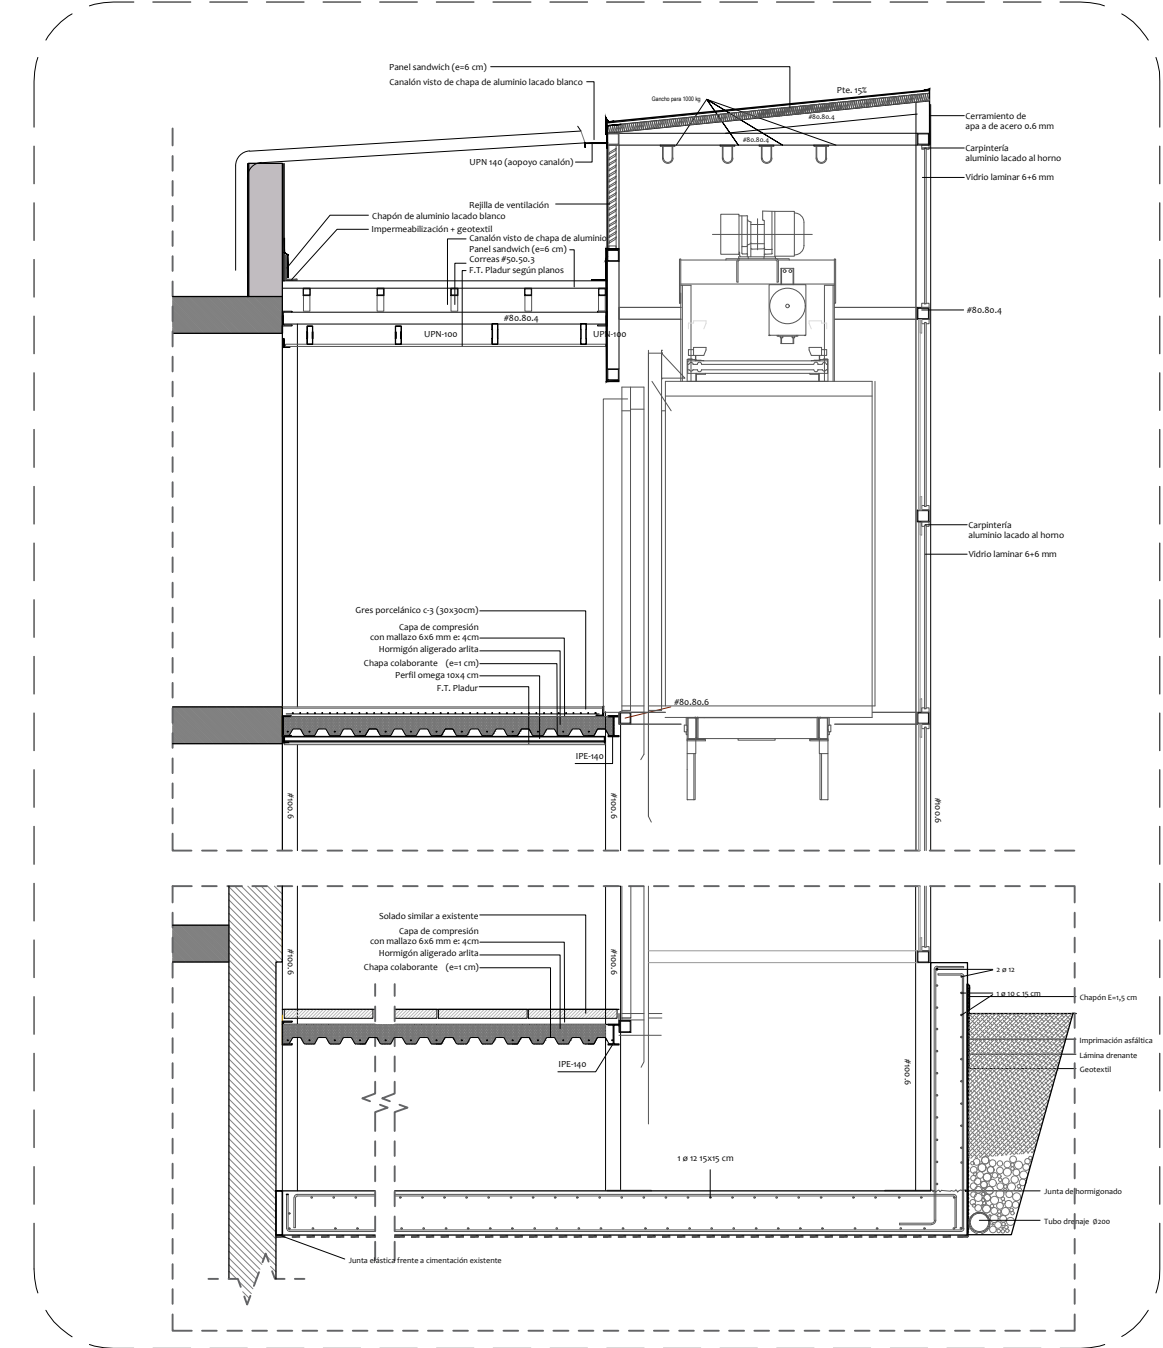 Panel sandwich (e=6 cm)
Canalón visto de chapa de aluminio lacado blanco
Pte. 15%
Gancho para 1000 kg
#80.80.4
#80.80.4
Cerramiento de
apa a de acero 0.6 mm
Carpintería
aluminio lacado al horno
UPN 140 (aopoyo canalón)
Vidrio laminar 6+6 mm
Rejilla de ventilación
Chapón de aluminio lacado blanco
Impermeabilización + geotextil
Canalón visto de chapa de aluminio
Panel sandwich (e=6 cm)
Correas #50.50.3
F.T. Pladur según planos
#80.80.4
#80.80.4
UPN-100
UPN-100
Carpintería
aluminio lacado al horno
Vidrio laminar 6+6 mm
Gres porcelánico c-3 (30x30cm)
Capa de compresión
con mallazo 6x6 mm e: 4cm
Hormigón aligerado arlita
Chapa colaborante (e=1 cm)
Perfil omega 10x4 cm
F.T. Pladur
#80.80.6
IPE-140
#100.6
#100.6
#100.6
Solado similar a existente
Capa de compresión
con mallazo 6x6 mm e: 4cm
Hormigón aligerado arlita
Chapa colaborante (e=1 cm)
#100.6
#100.6
2 ø 12
1 ø 10 c 15 cm
Chapón E=1,5 cm
Imprimación asfáltica
Lámina drenante
Geotextil
IPE-140
#100.6
1 ø 12 15x15 cm
Junta de hormigonado
Tubo drenaje Ø200
Junta elástica frente a cimentación existente